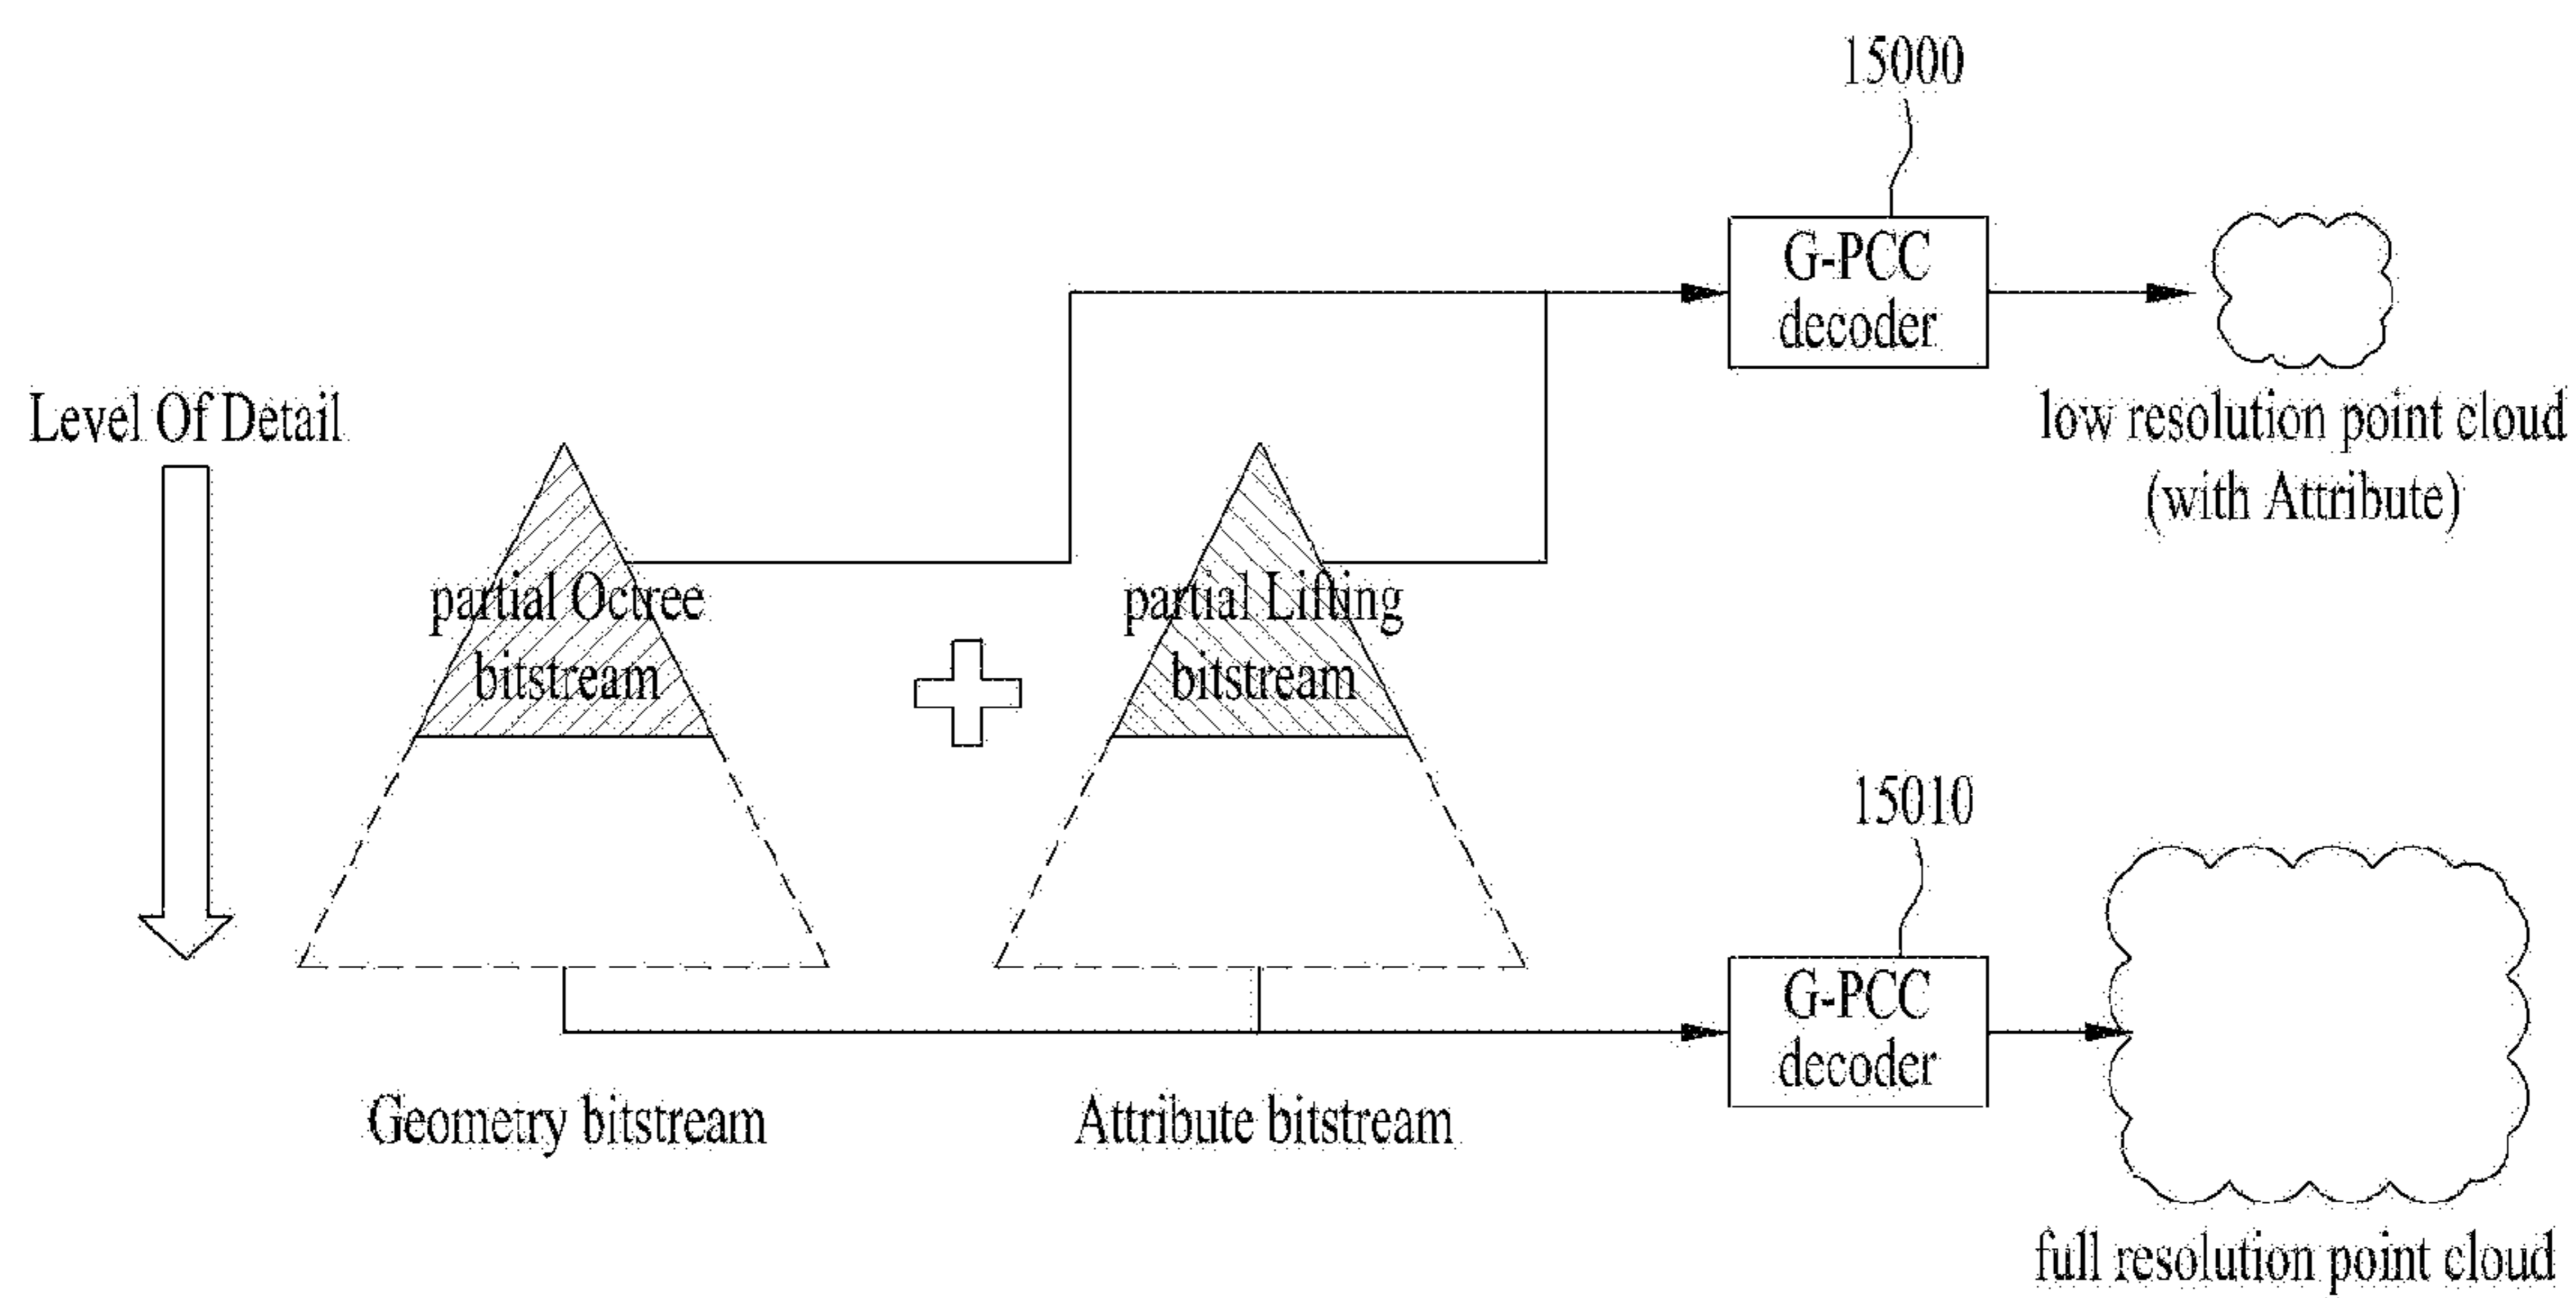 15000
G-PCC
decoder
low resolution point cloud
(with Attribute)
Level Of Detail
partial Octree
bitstream
partial Lifting
bitstream
15010
G-PCC
decoder
Geometry bitstream
Attribute bitstream
full resolution point cloud